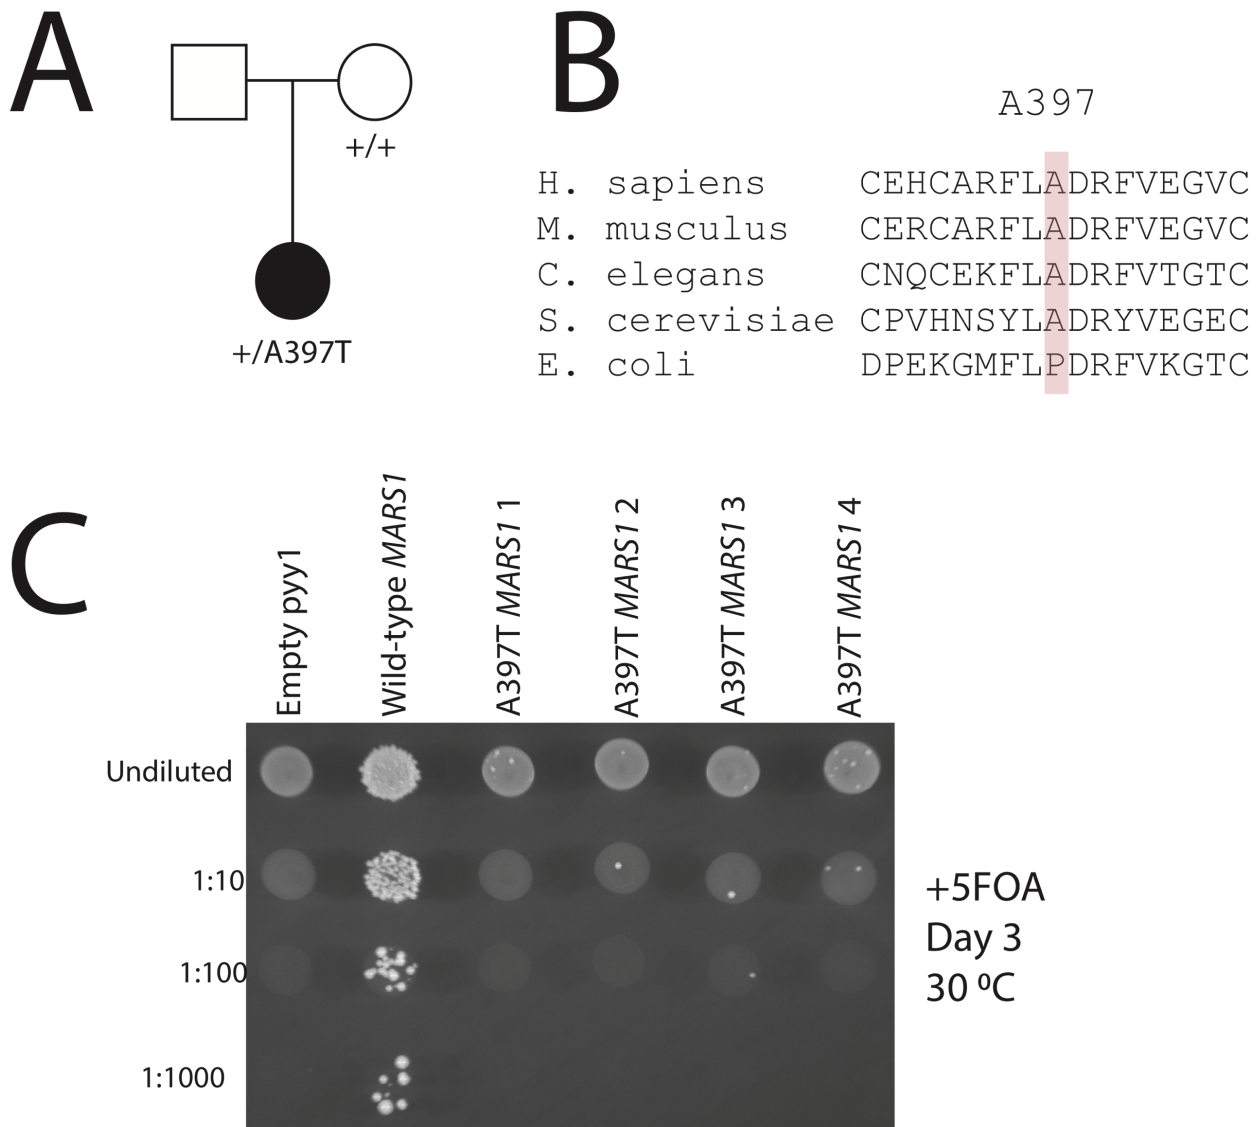 A
+/+
+/A397T
B
A397
H. sapiens CEHCARFLADRFVEGVC
M. musculus CERCARFLADRFVEGVC
C. elegans CNQCEKFLADRFVTGTC
S. cerevisiae CPVHNSYLADRYVEGEC
E. coli DPEKGMFLPDRFVKGTC
C
Empty pyy1
Wild-type MARS1
A397T MARS1 1
A397T MARS1 2
A397T MARS1 3
A397T MARS1 4
Undiluted
1:10
1:100
1:1000
+5FOA
Day 3
30 ºC